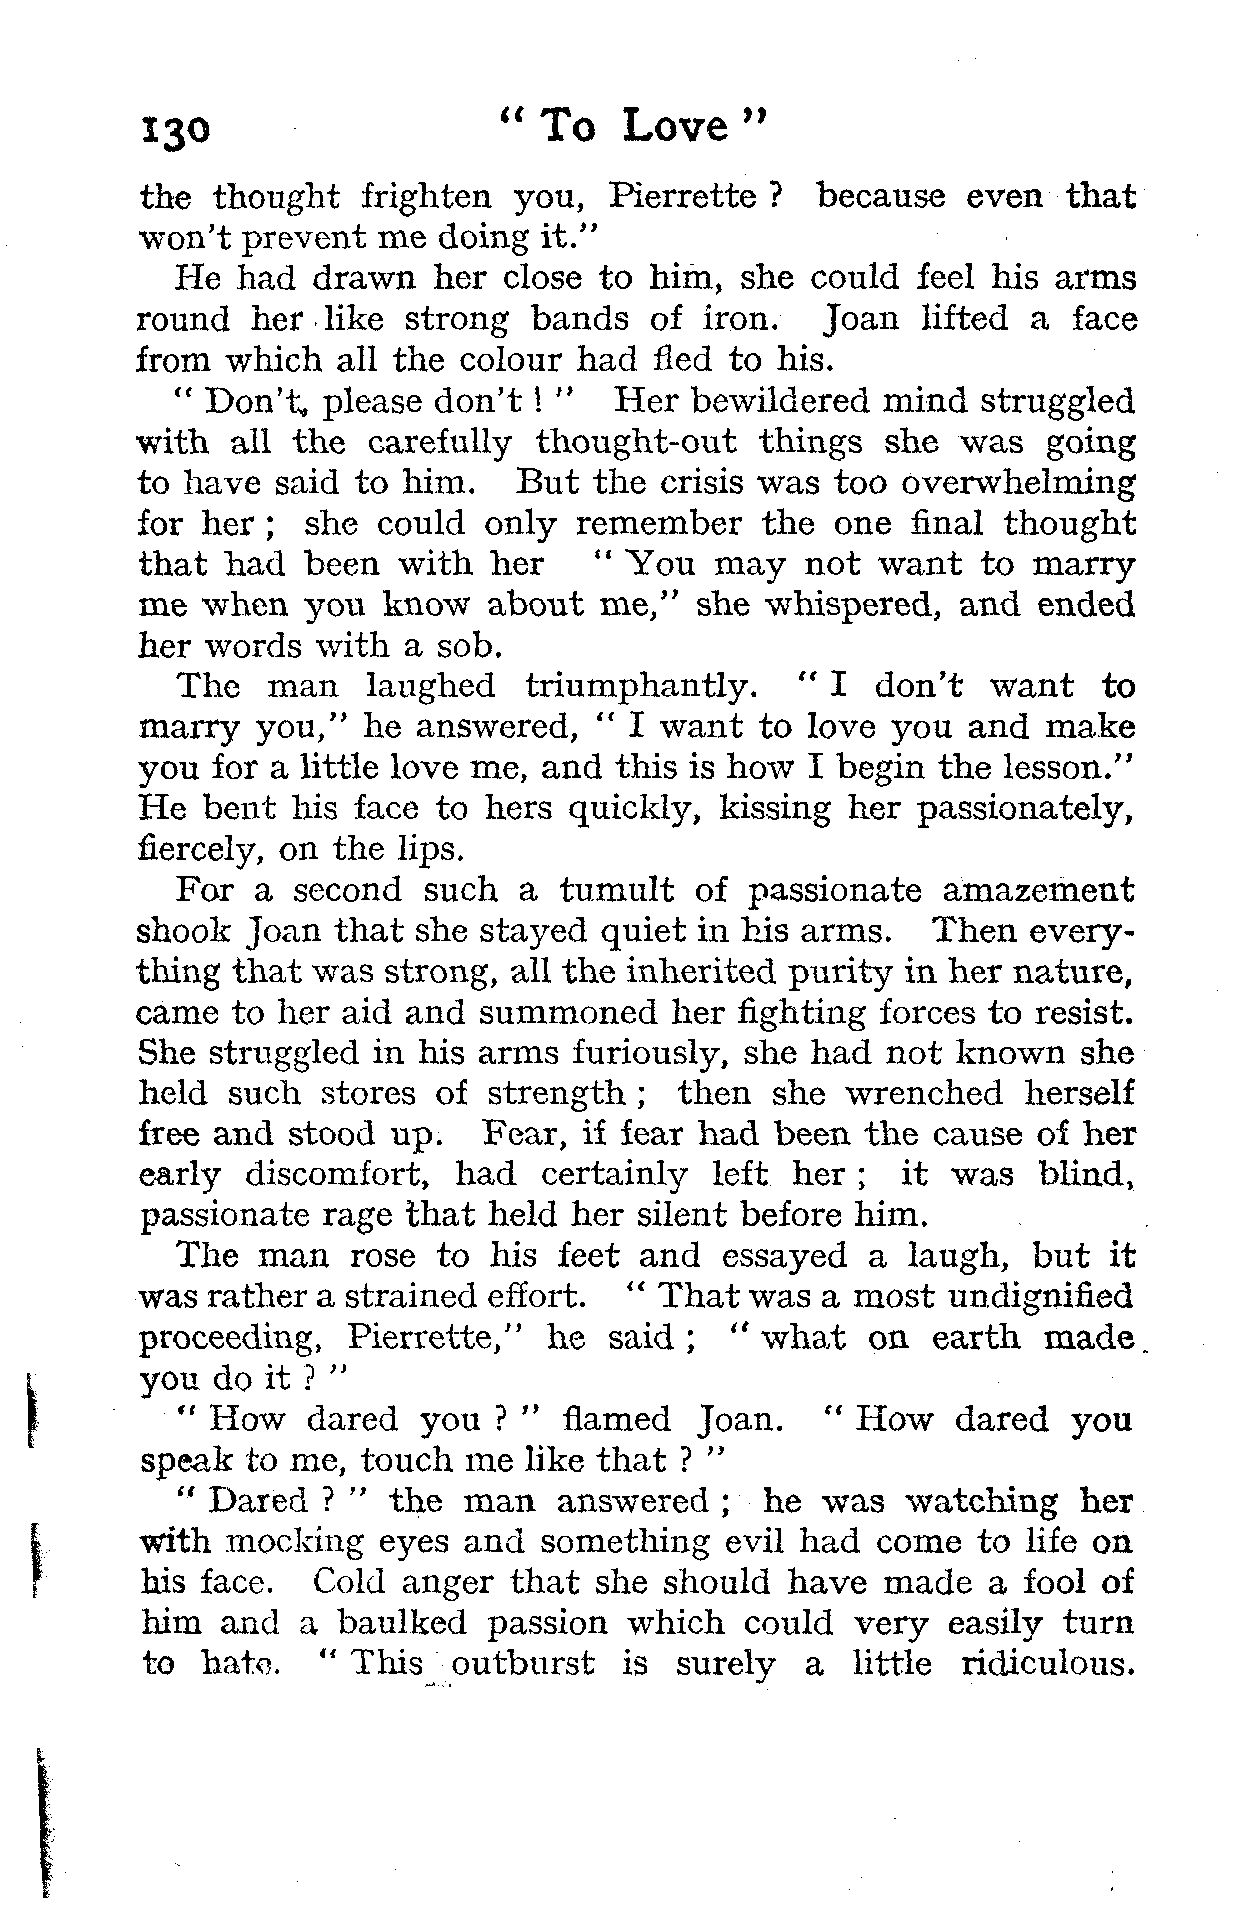 130 " To Love "
the thought frighten you, Pierrette ? because even that
won't prevent me doing it."
He had drawn her close to him, she could feel his arms
round her like strong bands of iron. Joan lifted a face
from which all the colour had fled to his.
" Don't, please don't ! " Her bewildered mind struggled
with all the carefully thought-out things she was going
to have said to him. But the crisis was too overwhelming
for her ; she could only remember the one final thought
that had been with her " You may not want to marry
me when you know about me," she whispered, and ended
her words with a sob.
The man laughed triumphantly. " I don't want to
marry you," he answered, " I want to love you and make
you for a little love me, and this is how I begin the lesson."
He bent his face to hers quickly, kissing her passionately,
fiercely, on the lips.
For a second such a tumult of passionate amazement
shook Joan that she stayed quiet in his arms. Then every-
thing that was strong, all the inherited purity in her nature,
came to her aid and summoned her fighting forces to resist.
She struggled in his arms furiously, she had not known she
held such stores of strength ; then she wrenched herself
free and stood up. Fear, if fear had been the cause of her
early discomfort, had certainly left her ; it was blind,
passionate rage that held her silent before him.
The man rose to his feet and essayed a laugh, but it
was rather a strained effort. " That was a most undignified
proceeding, Pierrette," he said ; " what on earth made
you do it ? "
" How dared you ? " flamed Joan. " How dared you
speak to me, touch me like that ? "
" Dared ? " the man answered ; he was watching her
with mocking eyes and something evil had come to life on
his face. Cold anger that she should have made a fool of
him and a baulked passion which could very easily turn
to hate. " This outburst is surely a little ridiculous.